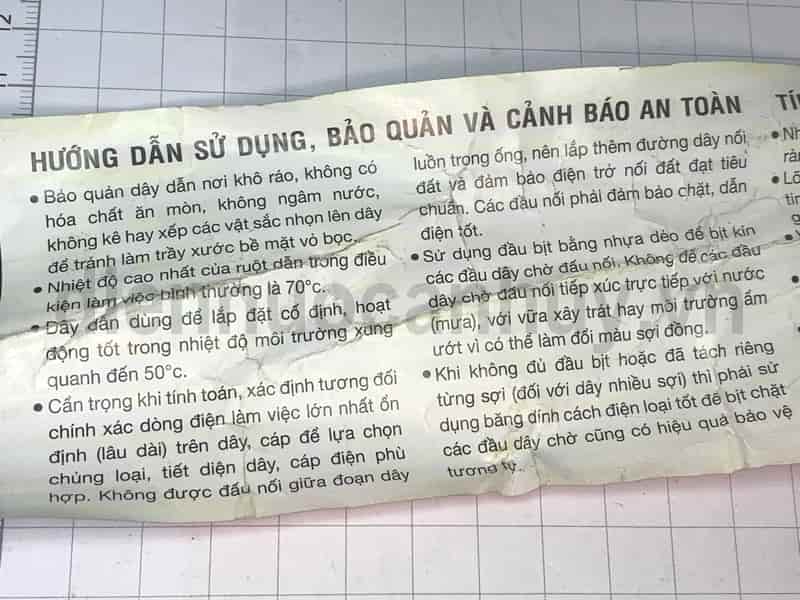 HƯỚNG DẪN SỬ DỤNG, BẢO QUẢN VÀ CẢNH BÁO AN TOÀN
• Bảo quản dây dẫn nơi khô ráo, không có
hóa chất ăn mòn, không ngâm nước,
không kê hay xếp các vật sắc nhọn lên dây
để tránh làm trầy xước bề mặt vỏ bọc.
• Nhiệt độ cao nhất của ruột dẫn trong điều
kiện làm việc bình thường là 70°c.
• Dây dẫn dùng để lắp đặt cố định, hoạt
động tốt trong nhiệt độ môi trường xung
quanh đến 50°c.
• Cẩn trọng khi tính toán, xác định tương đối
chính xác dòng điện làm việc lớn nhất ổn
định (lâu dài) trên dây, cáp để lựa chọn
chủng loại, tiết diện dây, cáp điện phù
hợp. Không được đấu nối giữa đoạn dây
luồn trong ống, nên lắp thêm đường dây nối
đất và đảm bảo điện trở nối đất đạt tiêu
chuẩn. Các đầu nối phải đảm bảo chặt, dẫn
điện tốt.
• Sử dụng đầu bịt bằng nhựa dẻo để bịt kín
các đầu dây chờ đấu nối. Không để các đầu
dây chờ đấu nối tiếp xúc trực tiếp với nước
(mưa), với vữa xây trát hay môi trường ẩm
ướt vì có thể làm đổi màu sợi đồng.
• Khi không đủ đầu bịt hoặc đã tách riêng
từng sợi (đối với dây nhiều sợi) thì phải sử
dụng băng dính cách điện loại tốt để bịt chặt
các đầu dây chờ cũng có hiệu quả bảo vệ
tương tự.
12
11